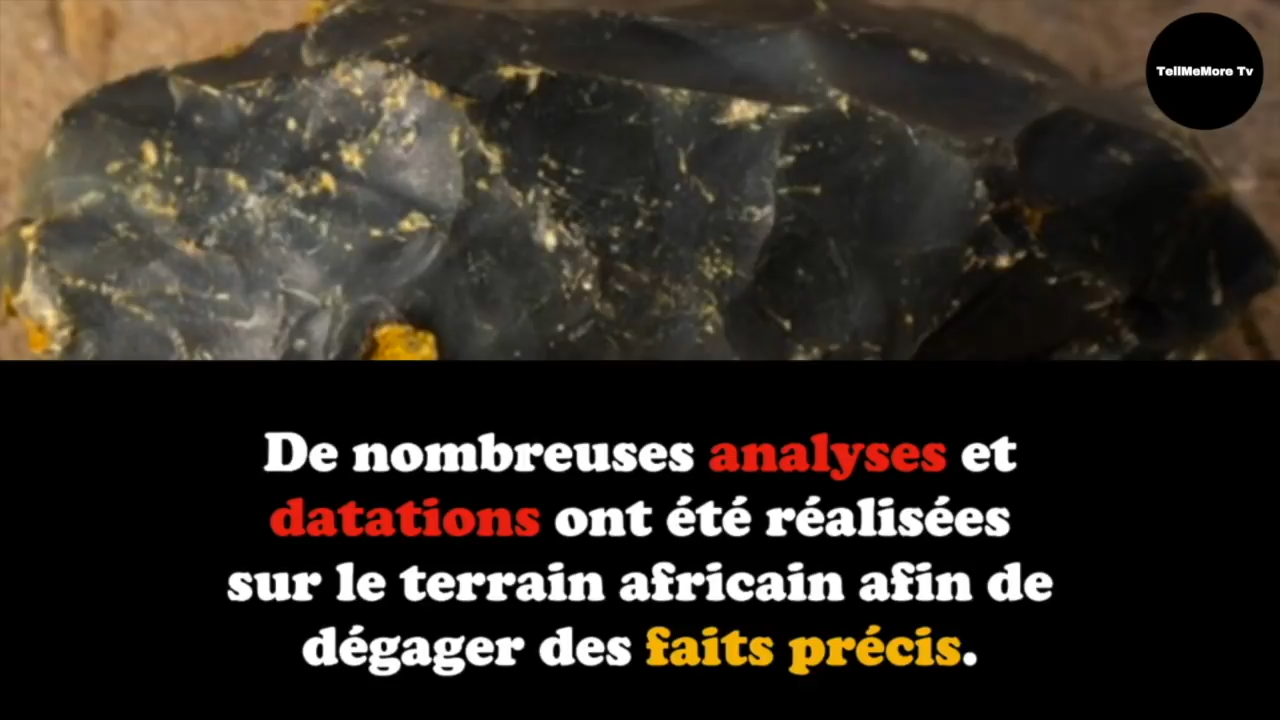 TellMeMore Tv
De nombreuses analyses et
datations ont été réalisées
sur le terrain africain afin de
dégager des faits précis.